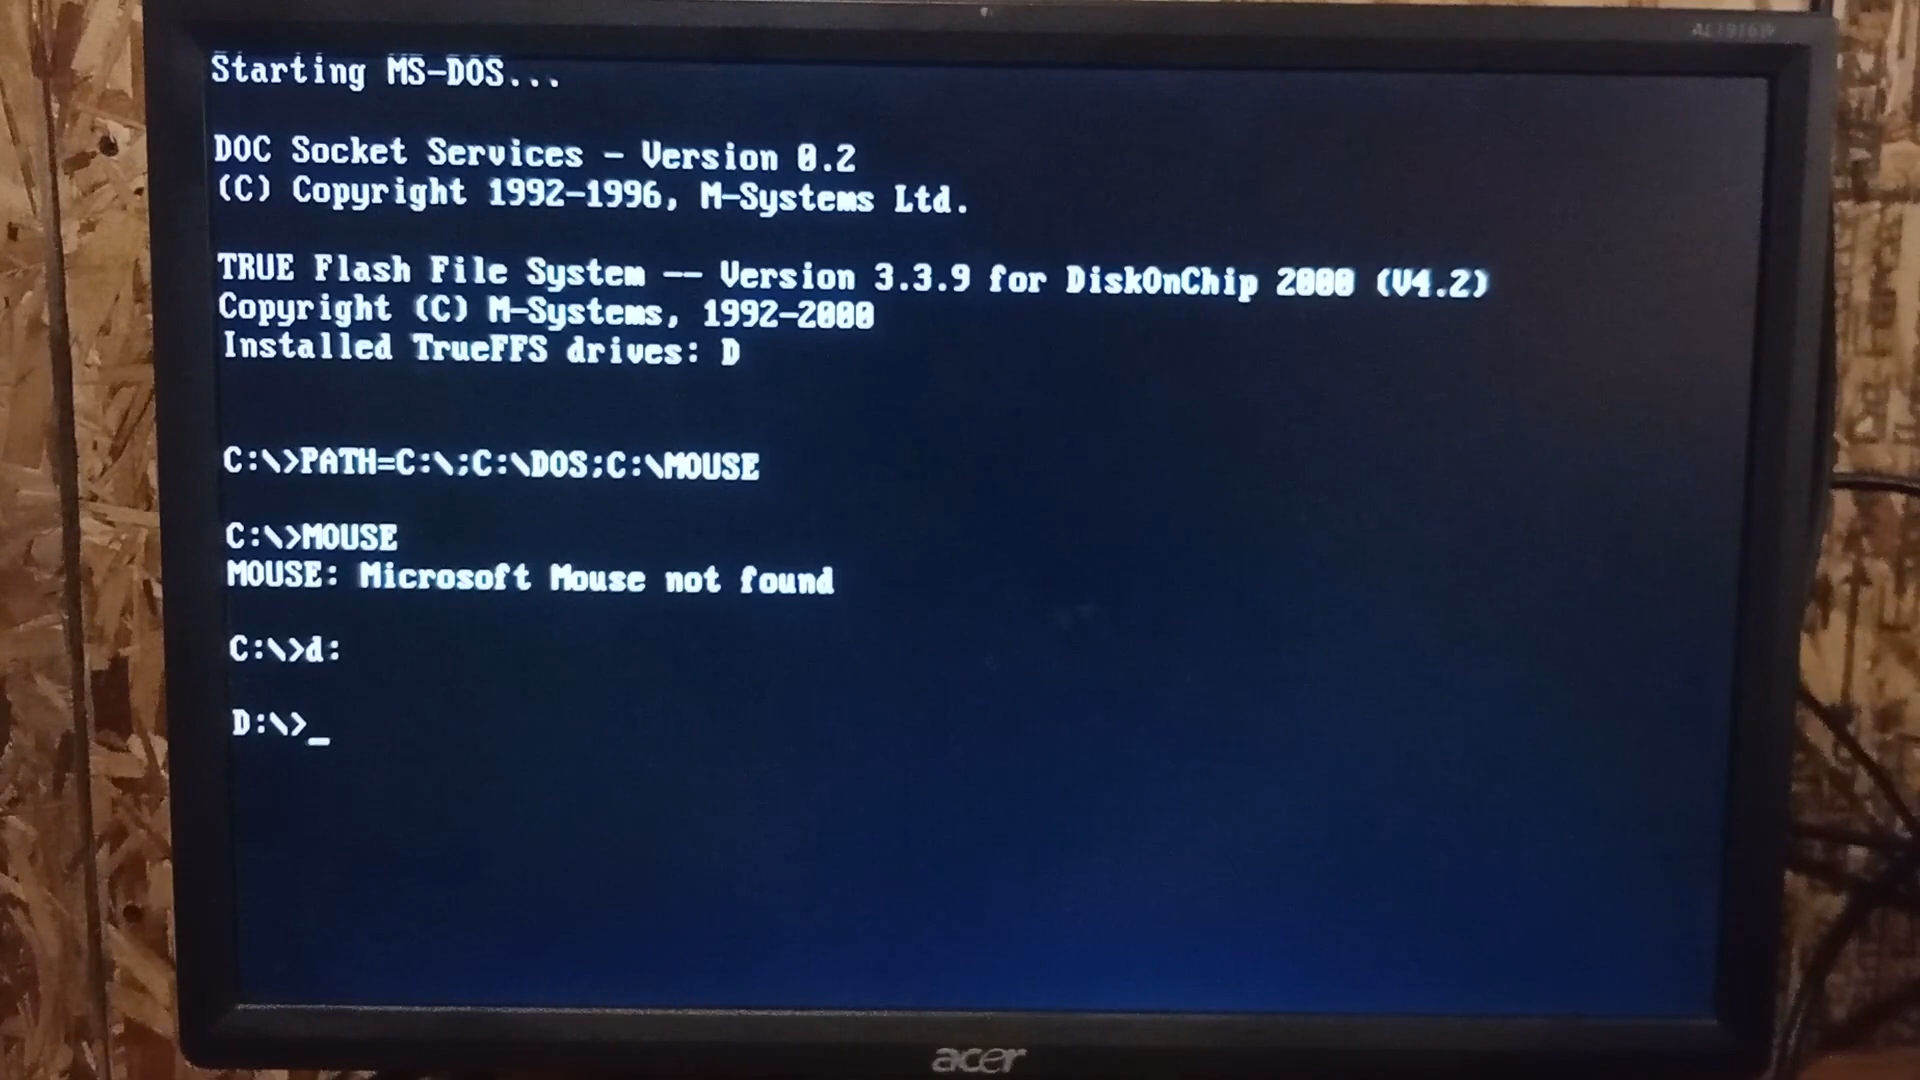 Starting MS-DOS...
DOC Socket Services - Version 0.2
(C) Copyright 1992-1996, M-Systems Ltd.
TRUE Flash File System -- Version 3.3.9 for DiskOnChip 2000 (V4.2)
Copyright (C) M-Systems, 1992-2000
Installed TrueFFS drives: D
C:\>PATH=C:\;C:\DOS;C:\MOUSE
C:\>MOUSE
MOUSE: Microsoft Mouse not found
C:\>d:
D:\>_
acer